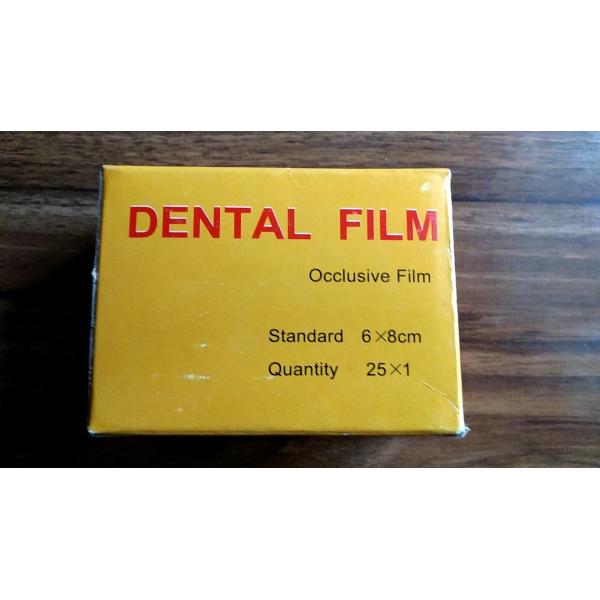 DENTAL FILM
Occlusive Film
Standard 6×8cm
Quantity 25×1